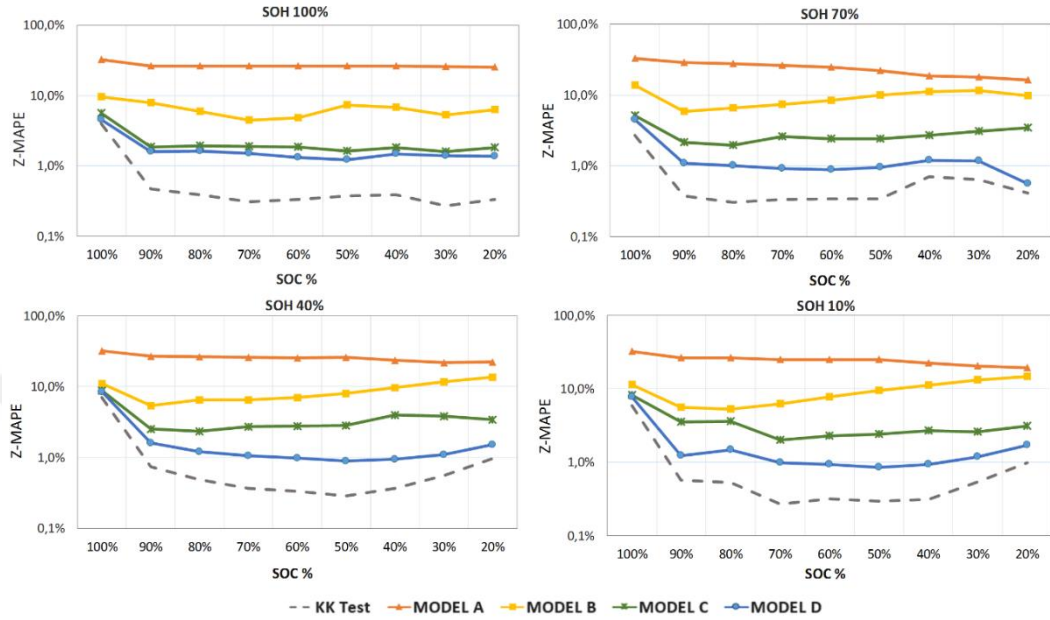 SOH 100%
100,0%
10,0%
1,0%
0,1%
Z-MAPE
100% 90% 80% 70% 60% 50% 40% 30% 20%
SOC %
SOH 70%
100,0%
10,0%
1,0%
0,1%
Z-MAPE
100% 90% 80% 70% 60% 50% 40% 30% 20%
SOC %
SOH 40%
100,0%
10,0%
1,0%
0,1%
Z-MAPE
100% 90% 80% 70% 60% 50% 40% 30% 20%
SOC %
SOH 10%
100,0%
10,0%
1,0%
0,1%
Z-MAPE
100% 90% 80% 70% 60% 50% 40% 30% 20%
SOC %
KK Test MODEL A MODEL B MODEL C MODEL D